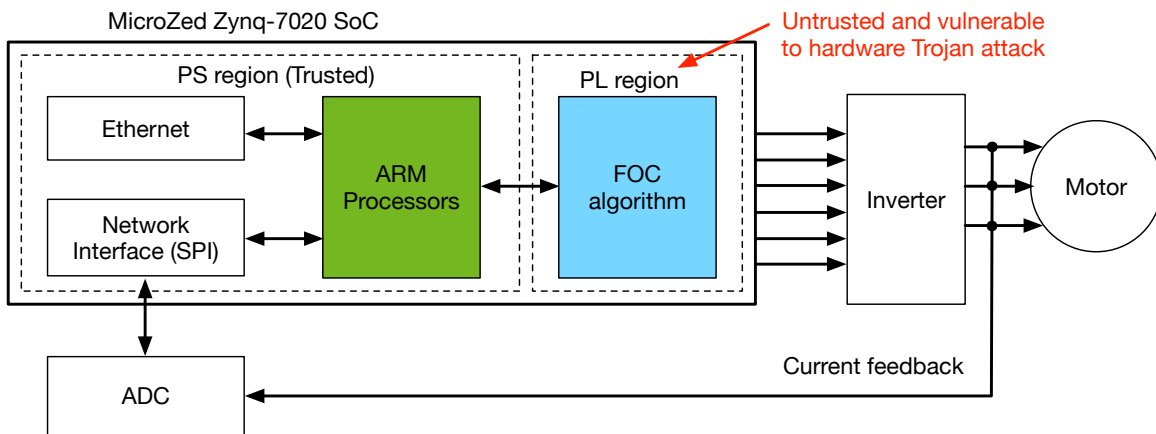 MicroZed Zynq-7020 SoC
Untrusted and vulnerable
to hardware Trojan attack
PS region (Trusted)
PL region
Ethernet
ARM
Processors
FOC
algorithm
Network
Interface (SPI)
Inverter
Motor
Current feedback
ADC